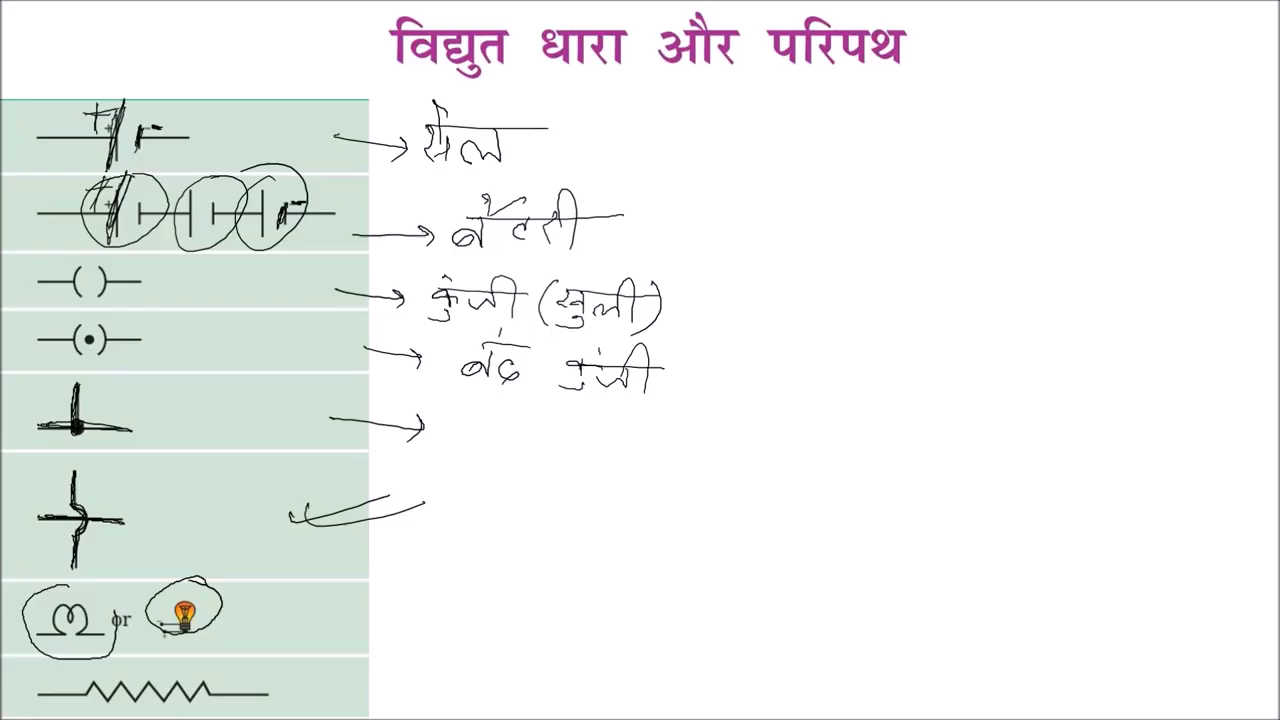 विद्युत धारा और परिपथ
+
सेल
+
बैटरी
कुंजी (खुली)
बंद कुंजी
or